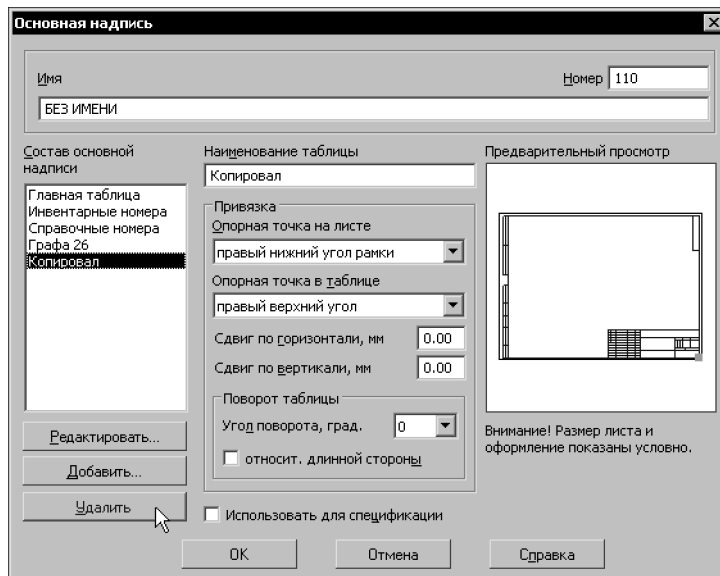 Основная надпись
Имя
Номер 110
БЕЗ ИМЕНИ
Состав основной
надписи
Главная таблица
Инвентарные номера
Справочные номера
Графа 26
Копировал
Редактировать...
Добавить...
Удалить
Наименование таблицы
Копировал
Привязка
Опорная точка на листе
правый нижний угол рамки
Опорная точка в таблице
правый верхний угол
Сдвиг по горизонтали, мм 0.00
Сдвиг по вертикали, мм 0.00
Поворот таблицы
Угол поворота, град. 0
относит. длинной стороны
Использовать для спецификации
Предварительный просмотр
Внимание! Размер листа и
оформление показаны условно.
OK
Отмена
Справка